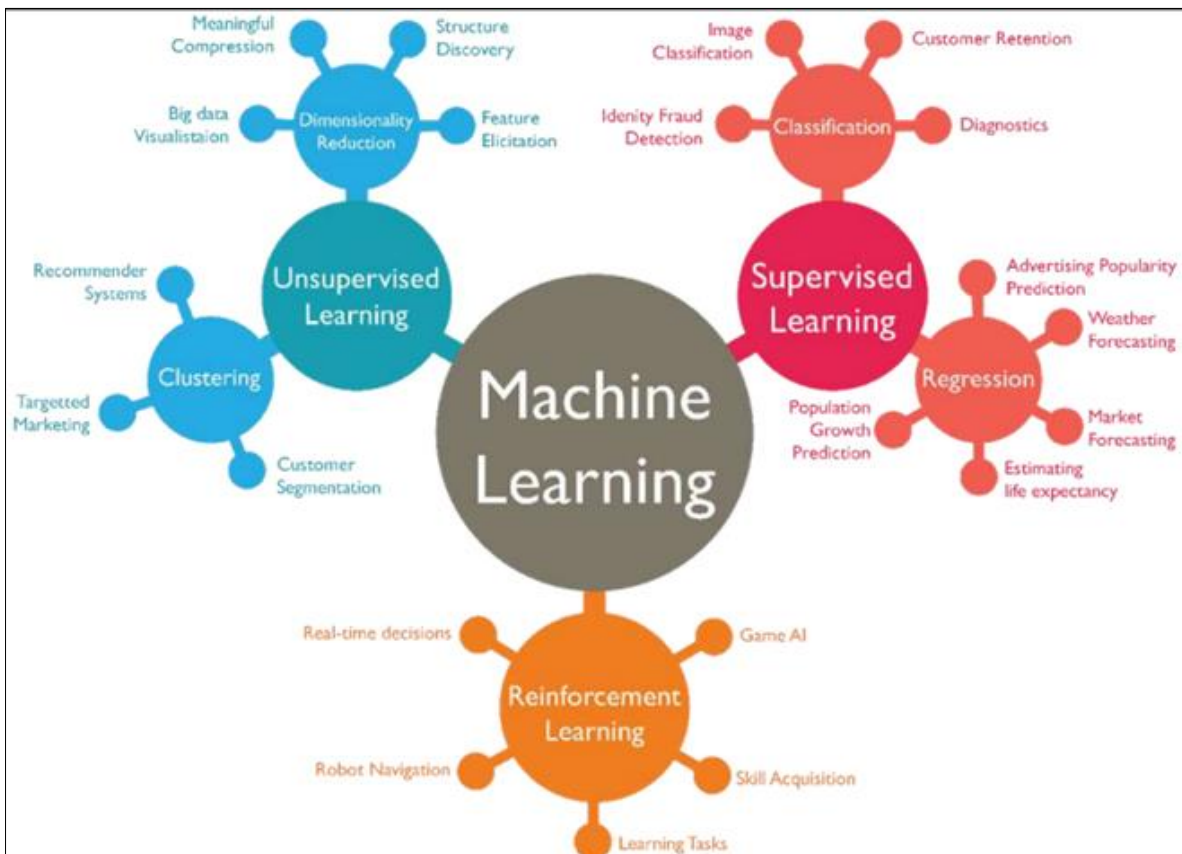 Meaningful
Compression
Structure
Discovery
Big data
Visualistaion
Dimensionality
Reduction
Feature
Elicitation
Image
Classification
Customer Retention
Idenity Fraud
Detection
Classification
Diagnostics
Recommender
Systems
Unsupervised
Learning
Clustering
Targetted
Marketing
Customer
Segmentation
Supervised
Learning
Advertising Popularity
Prediction
Weather
Forecasting
Regression
Population
Growth
Prediction
Market
Forecasting
Estimating
life expectancy
Machine
Learning
Real-time decisions
Game AI
Reinforcement
Learning
Robot Navigation
Skill Acquisition
Learning Tasks